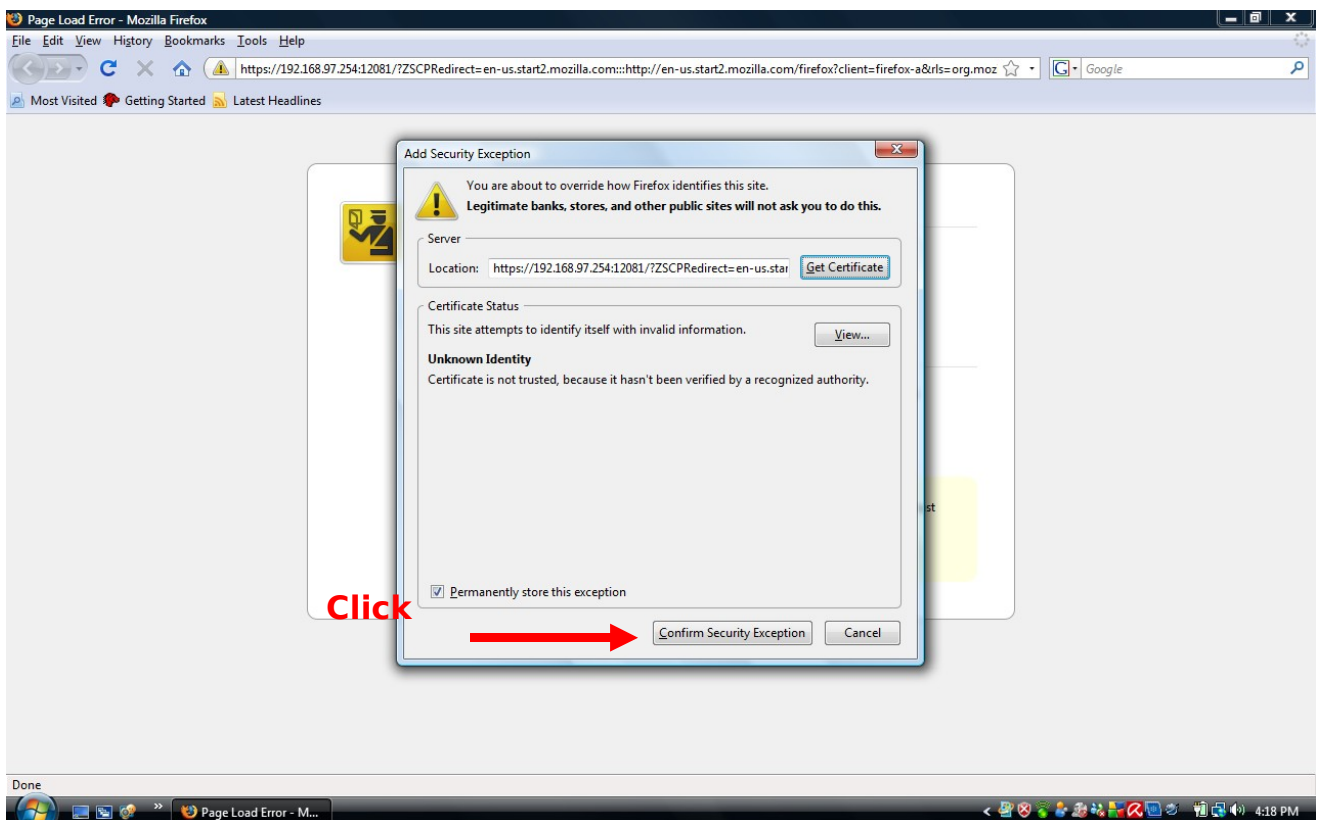 Page Load Error - Mozilla Firefox
File Edit View History Bookmarks Tools Help
https://192.168.97.254:12081/?ZSCPRedirect=en-us.start2.mozilla.com:::http://en-us.start2.mozilla.com/firefox?client=firefox-a&rls=org.moz
Google
Most Visited Getting Started Latest Headlines
Add Security Exception
You are about to override how Firefox identifies this site.
Legitimate banks, stores, and other public sites will not ask you to do this.
Server
Location: https://192.168.97.254:12081/?ZSCPRedirect=en-us.star Get Certificate
Certificate Status
This site attempts to identify itself with invalid information.
View...
Unknown Identity
Certificate is not trusted, because it hasn't been verified by a recognized authority.
st
Permanently store this exception
Click
Confirm Security Exception Cancel
Done
Page Load Error - M...
4:18 PM